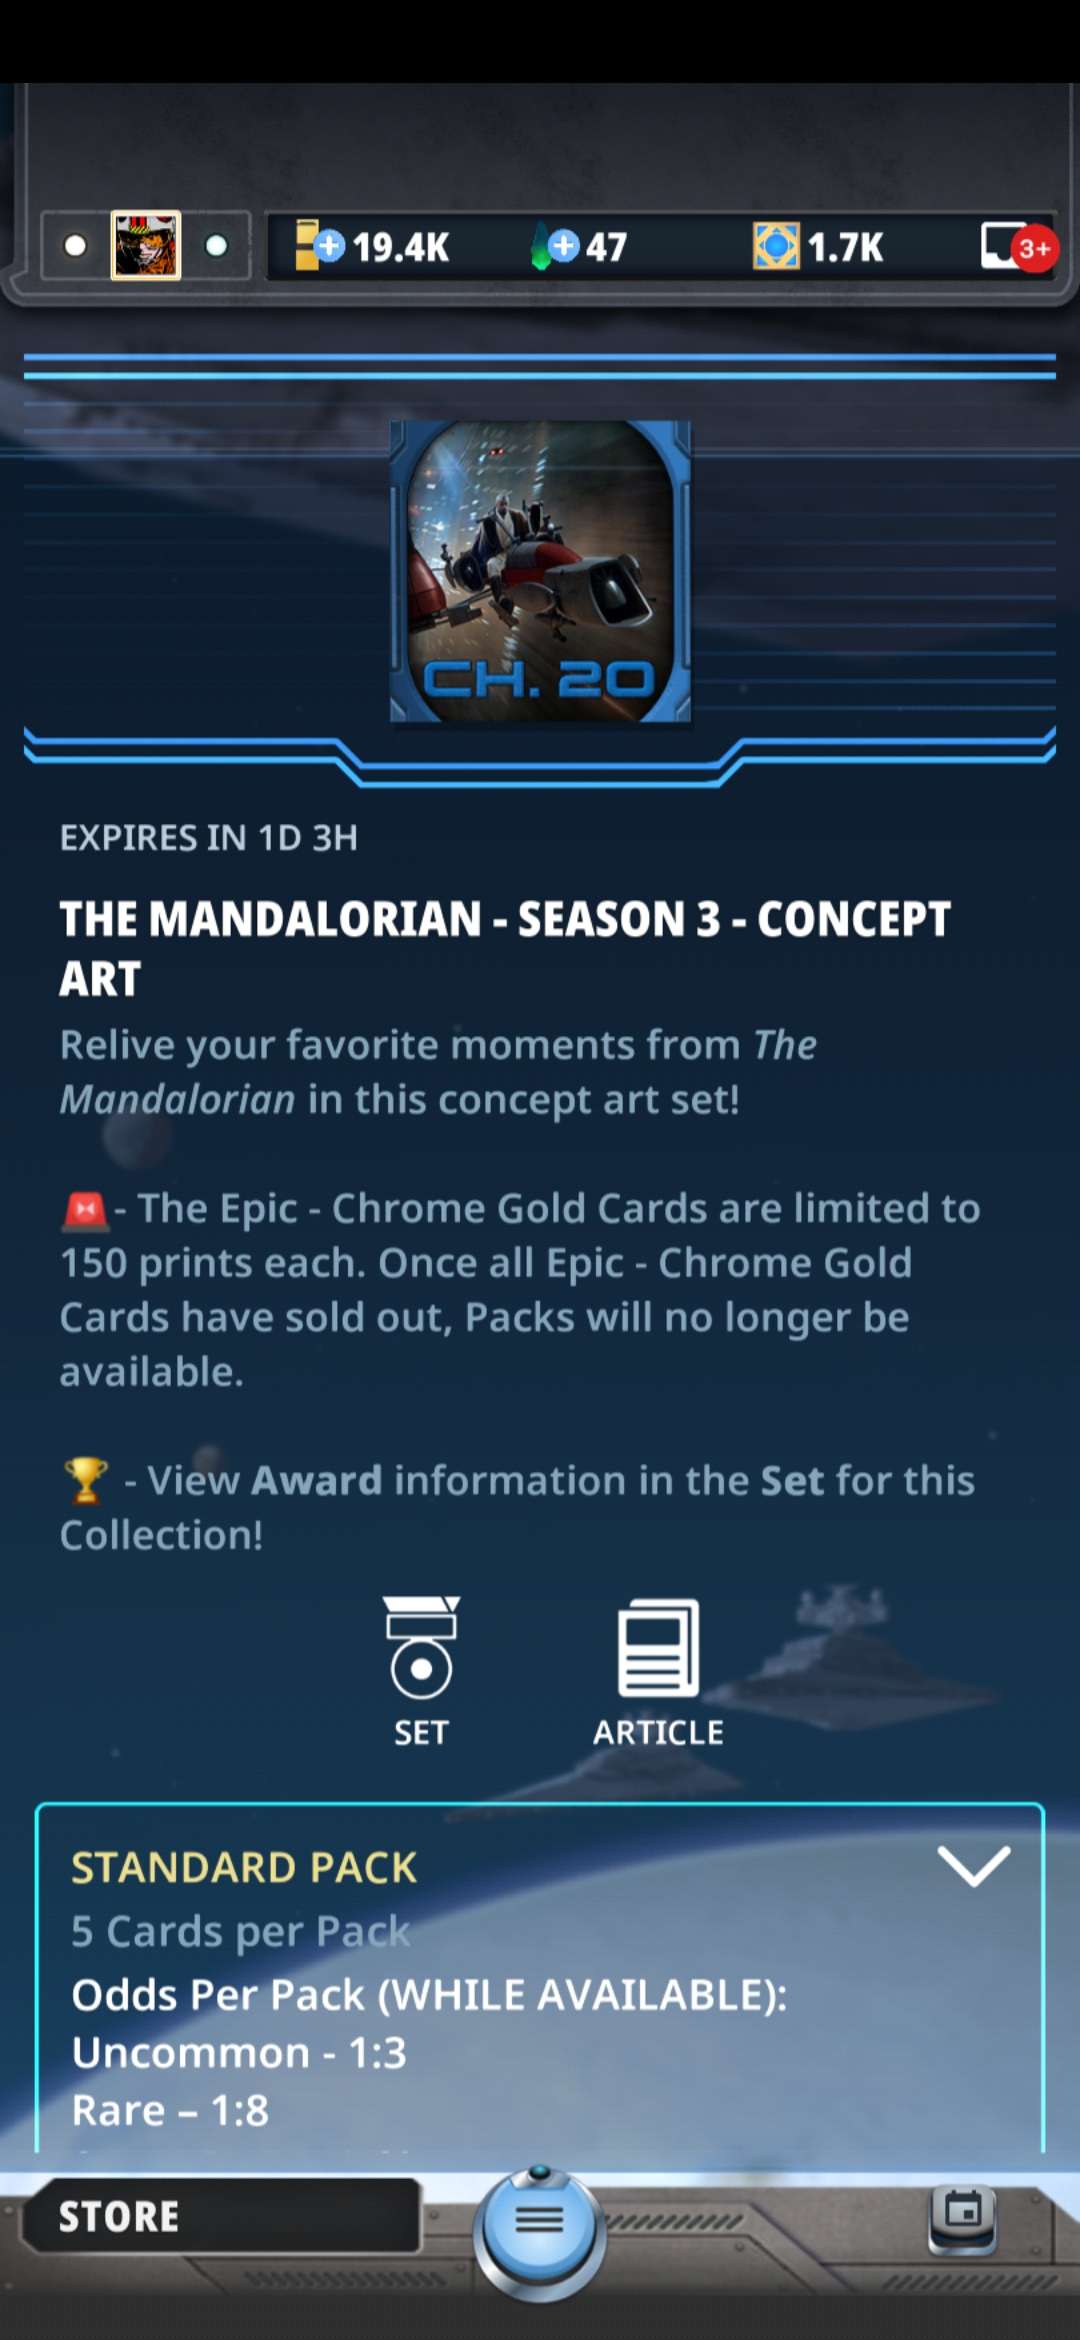 19.4K 47 1.7K 3+
CH. 20
EXPIRES IN 1D 3H
THE MANDALORIAN - SEASON 3 - CONCEPT
ART
Relive your favorite moments from The
Mandalorian in this concept art set!
🚨- The Epic - Chrome Gold Cards are limited to
150 prints each. Once all Epic - Chrome Gold
Cards have sold out, Packs will no longer be
available.
🏆 - View Award information in the Set for this
Collection!
SET ARTICLE
STANDARD PACK
5 Cards per Pack
Odds Per Pack (WHILE AVAILABLE):
Uncommon - 1:3
Rare – 1:8
STORE